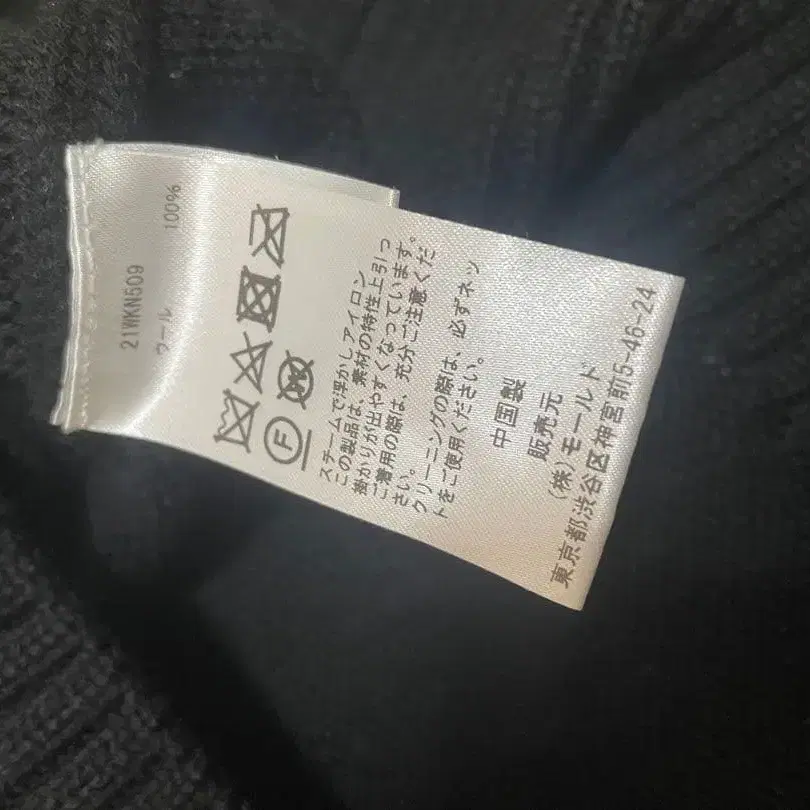 21WKN509
ウール 100%
F W
スチームで浮かしアイロン
この製品は、素材の特性上引っ
掛かりが出やすくなっています。
ご着用の際は、充分ご注意くだ
さい。
クリーニングの際は、必ずネッ
トをご使用ください。
中国製
販売元
(株)モールド
東京都渋谷区神宮前5-46-24